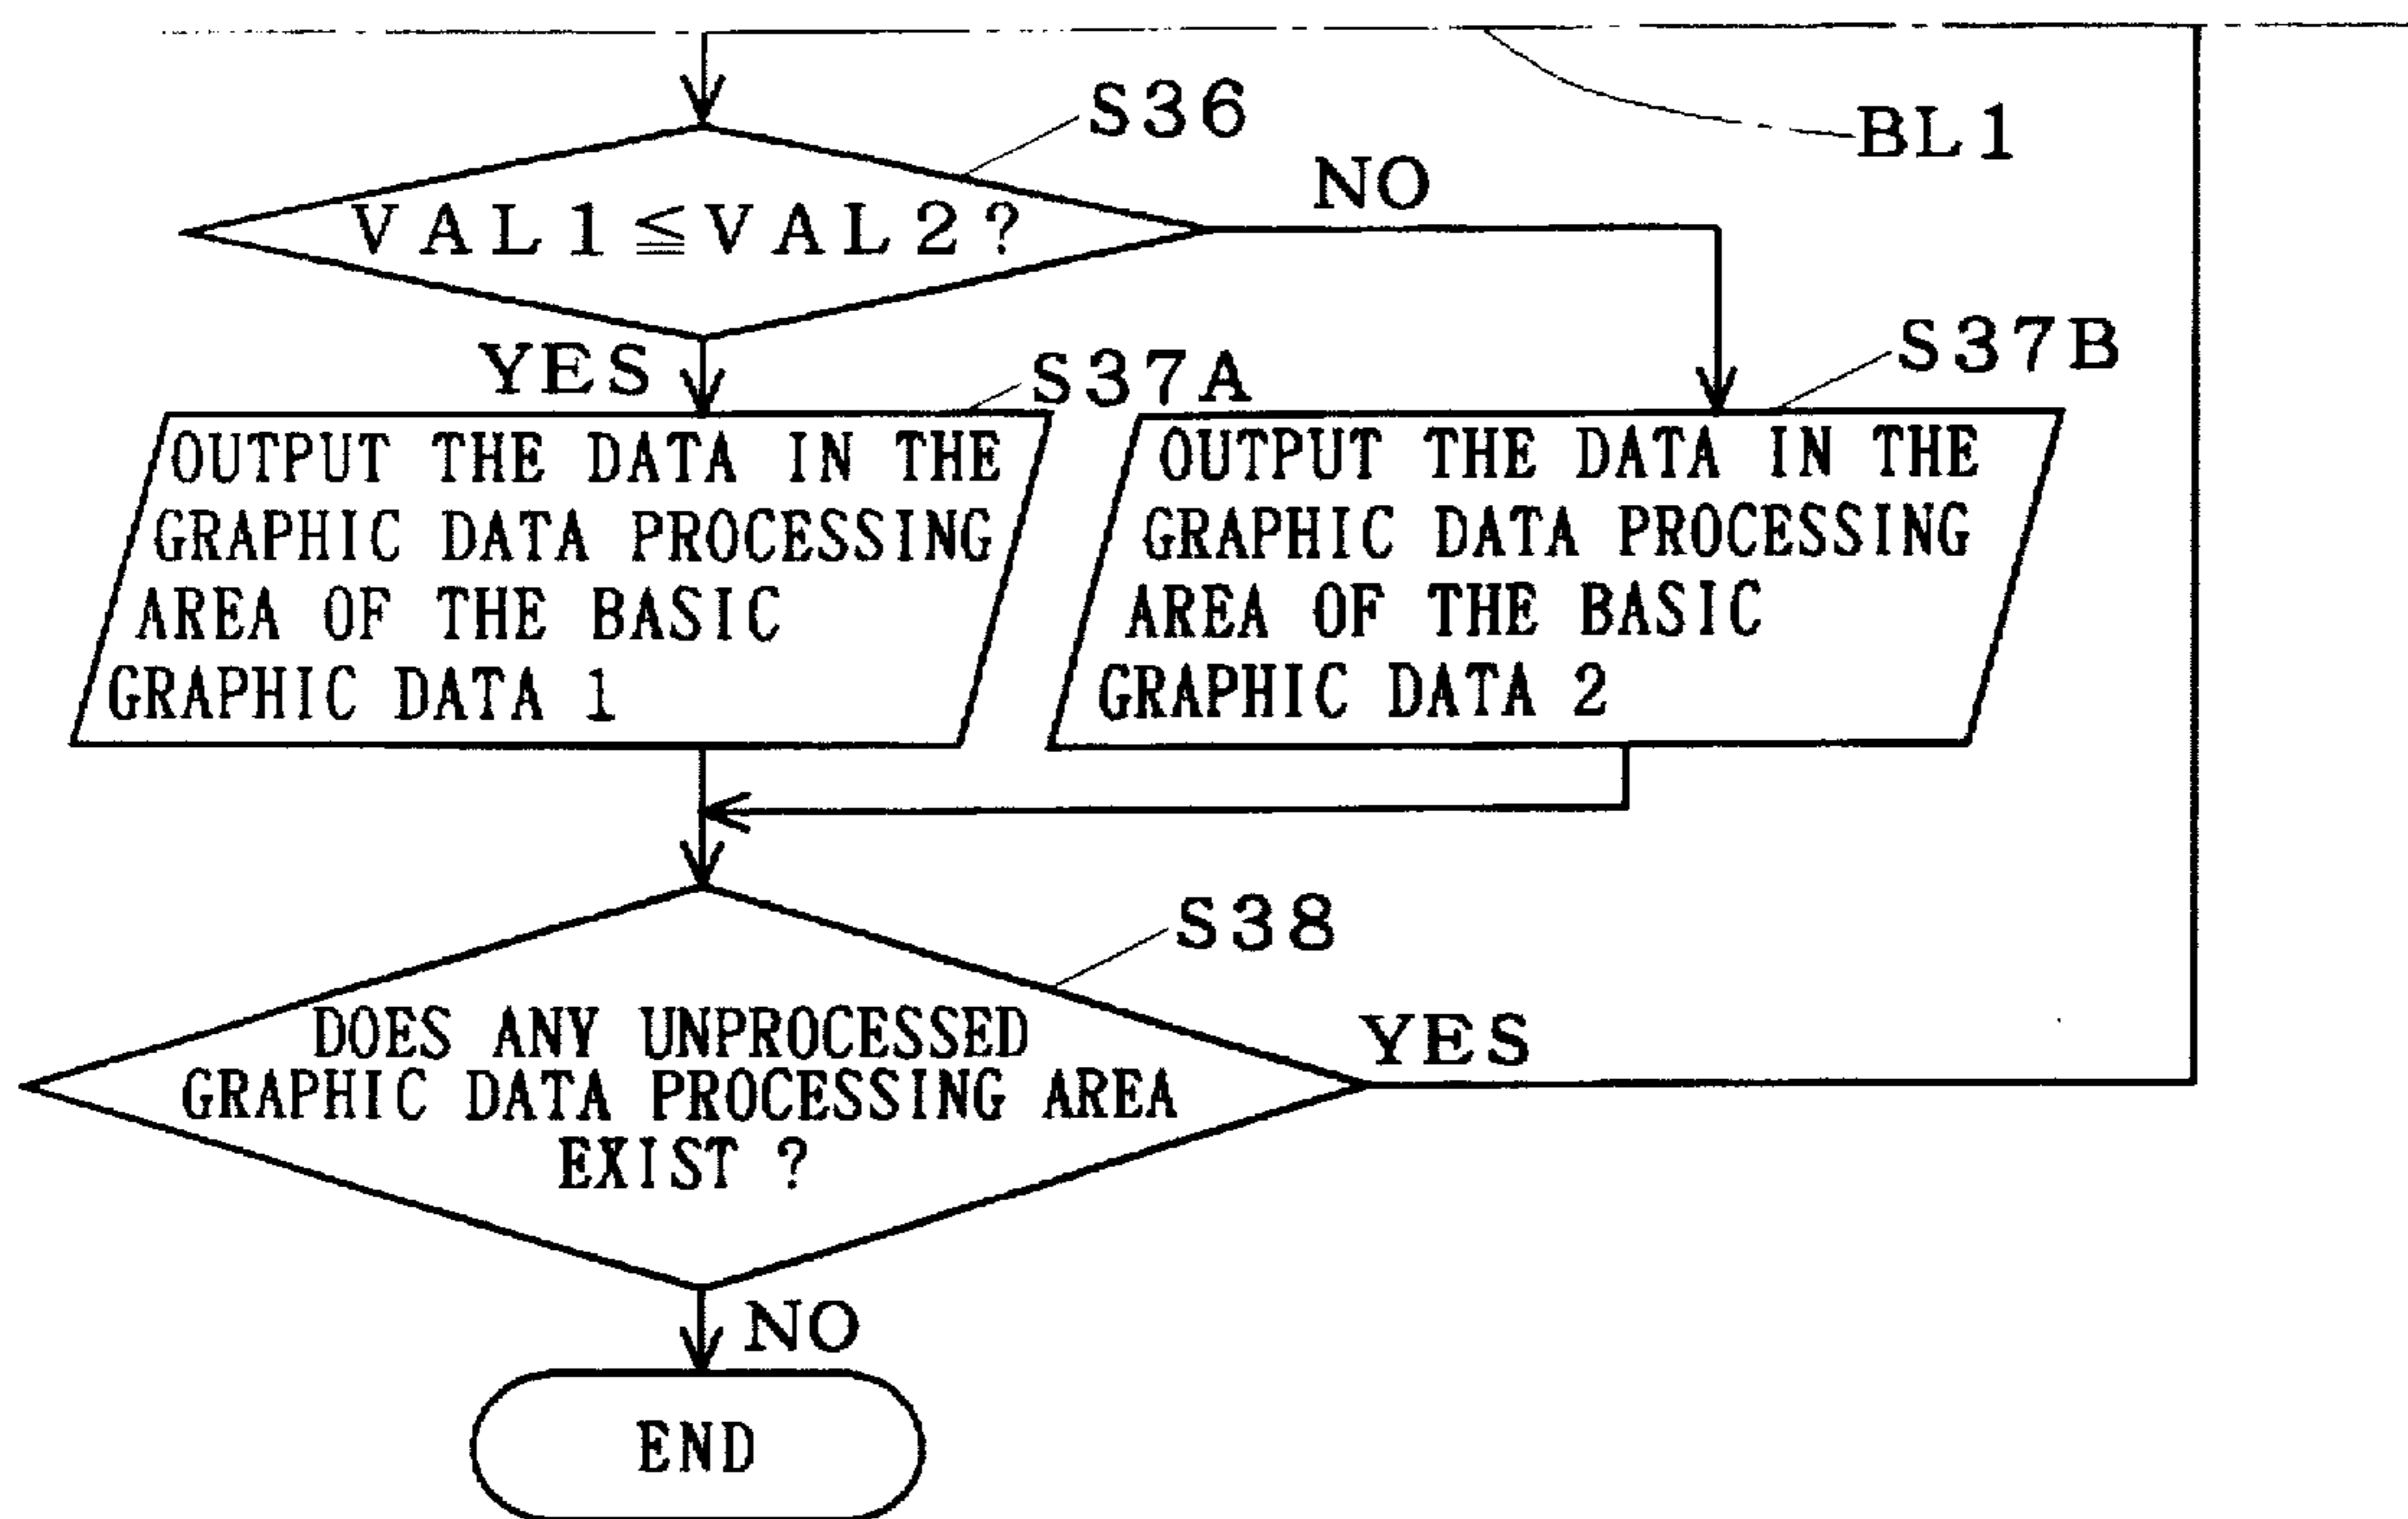 S36
BL1
NO
VAL1≦VAL2?
YES
S37A
S37B
OUTPUT THE DATA IN THE
GRAPHIC DATA PROCESSING
AREA OF THE BASIC
GRAPHIC DATA 1
OUTPUT THE DATA IN THE
GRAPHIC DATA PROCESSING
AREA OF THE BASIC
GRAPHIC DATA 2
S38
DOES ANY UNPROCESSED
GRAPHIC DATA PROCESSING AREA
EXIST ?
YES
NO
END